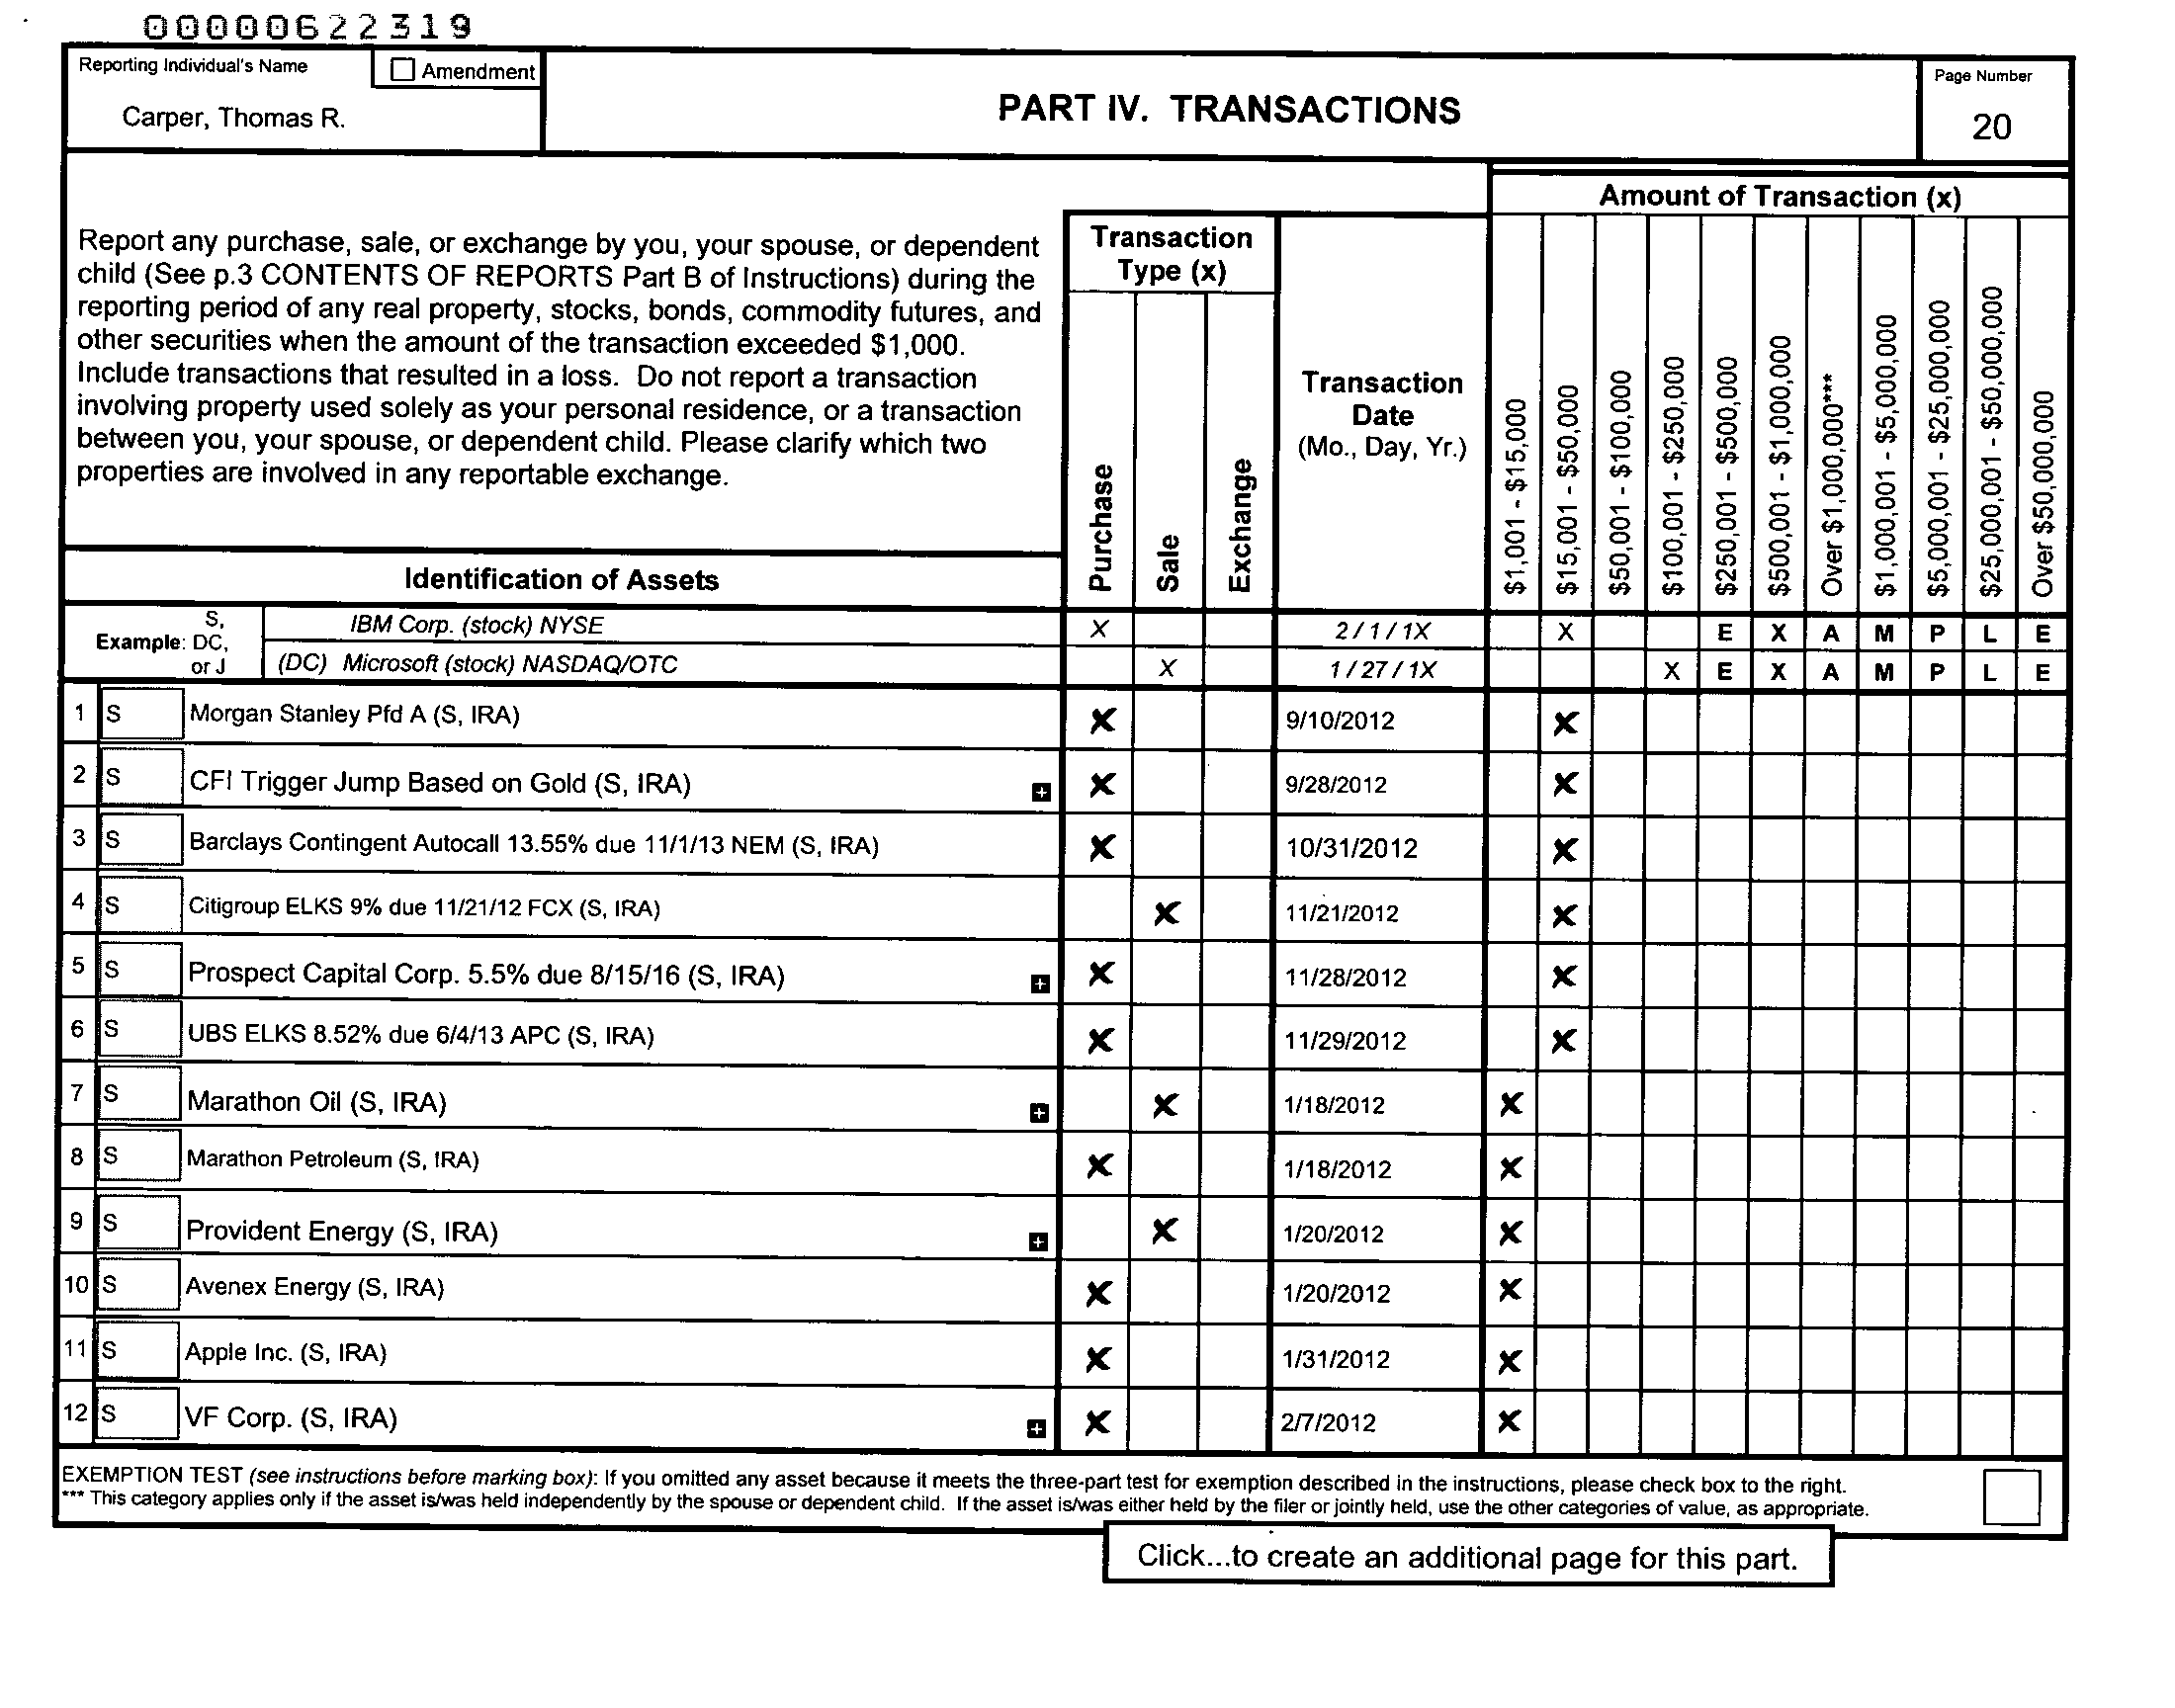 00000622319
Reporting Individual's Name
Amendment
Carper, Thomas R.
PART IV. TRANSACTIONS
Page Number
20
Report any purchase, sale, or exchange by you, your spouse, or dependent
child (See p.3 CONTENTS OF REPORTS Part B of Instructions) during the
reporting period of any real property, stocks, bonds, commodity futures, and
other securities when the amount of the transaction exceeded $1,000.
Include transactions that resulted in a loss. Do not report a transaction
involving property used solely as your personal residence, or a transaction
between you, your spouse, or dependent child. Please clarify which two
properties are involved in any reportable exchange.
Identification of Assets
Transaction
Type (x)
Purchase
Sale
Exchange
Transaction
Date
(Mo., Day, Yr.)
Amount of Transaction (x)
$1,001 - $15,000
$15,001 - $50,000
$50,001 - $100,000
$100,001 - $250,000
$250,001 - $500,000
$500,001 - $1,000,000
Over $1,000,000***
$1,000,001 - $5,000,000
$5,000,001 - $25,000,000
$25,000,001 - $50,000,000
Over $50,000,000
Example: S, DC, or J
IBM Corp. (stock) NYSE X 2/1/1X X E X A M P L E
(DC) Microsoft (stock) NASDAQ/OTC X 1/27/1X X E X A M P L E
1 S Morgan Stanley Pfd A (S, IRA) X 9/10/2012 X
2 S CFI Trigger Jump Based on Gold (S, IRA) + X 9/28/2012 X
3 S Barclays Contingent Autocall 13.55% due 11/1/13 NEM (S, IRA) X 10/31/2012 X
4 S Citigroup ELKS 9% due 11/21/12 FCX (S, IRA) X 11/21/2012 X
5 S Prospect Capital Corp. 5.5% due 8/15/16 (S, IRA) + X 11/28/2012 X
6 S UBS ELKS 8.52% due 6/4/13 APC (S, IRA) X 11/29/2012 X
7 S Marathon Oil (S, IRA) + X 1/18/2012 X
8 S Marathon Petroleum (S, IRA) X 1/18/2012 X
9 S Provident Energy (S, IRA) + X 1/20/2012 X
10 S Avenex Energy (S, IRA) X 1/20/2012 X
11 S Apple Inc. (S, IRA) X 1/31/2012 X
12 S VF Corp. (S, IRA) + X 2/7/2012 X
EXEMPTION TEST (see instructions before marking box): If you omitted any asset because it meets the three-part test for exemption described in the instructions, please check box to the right.
*** This category applies only if the asset is/was held independently by the spouse or dependent child. If the asset is/was either held by the filer or jointly held, use the other categories of value, as appropriate.
Click...to create an additional page for this part.